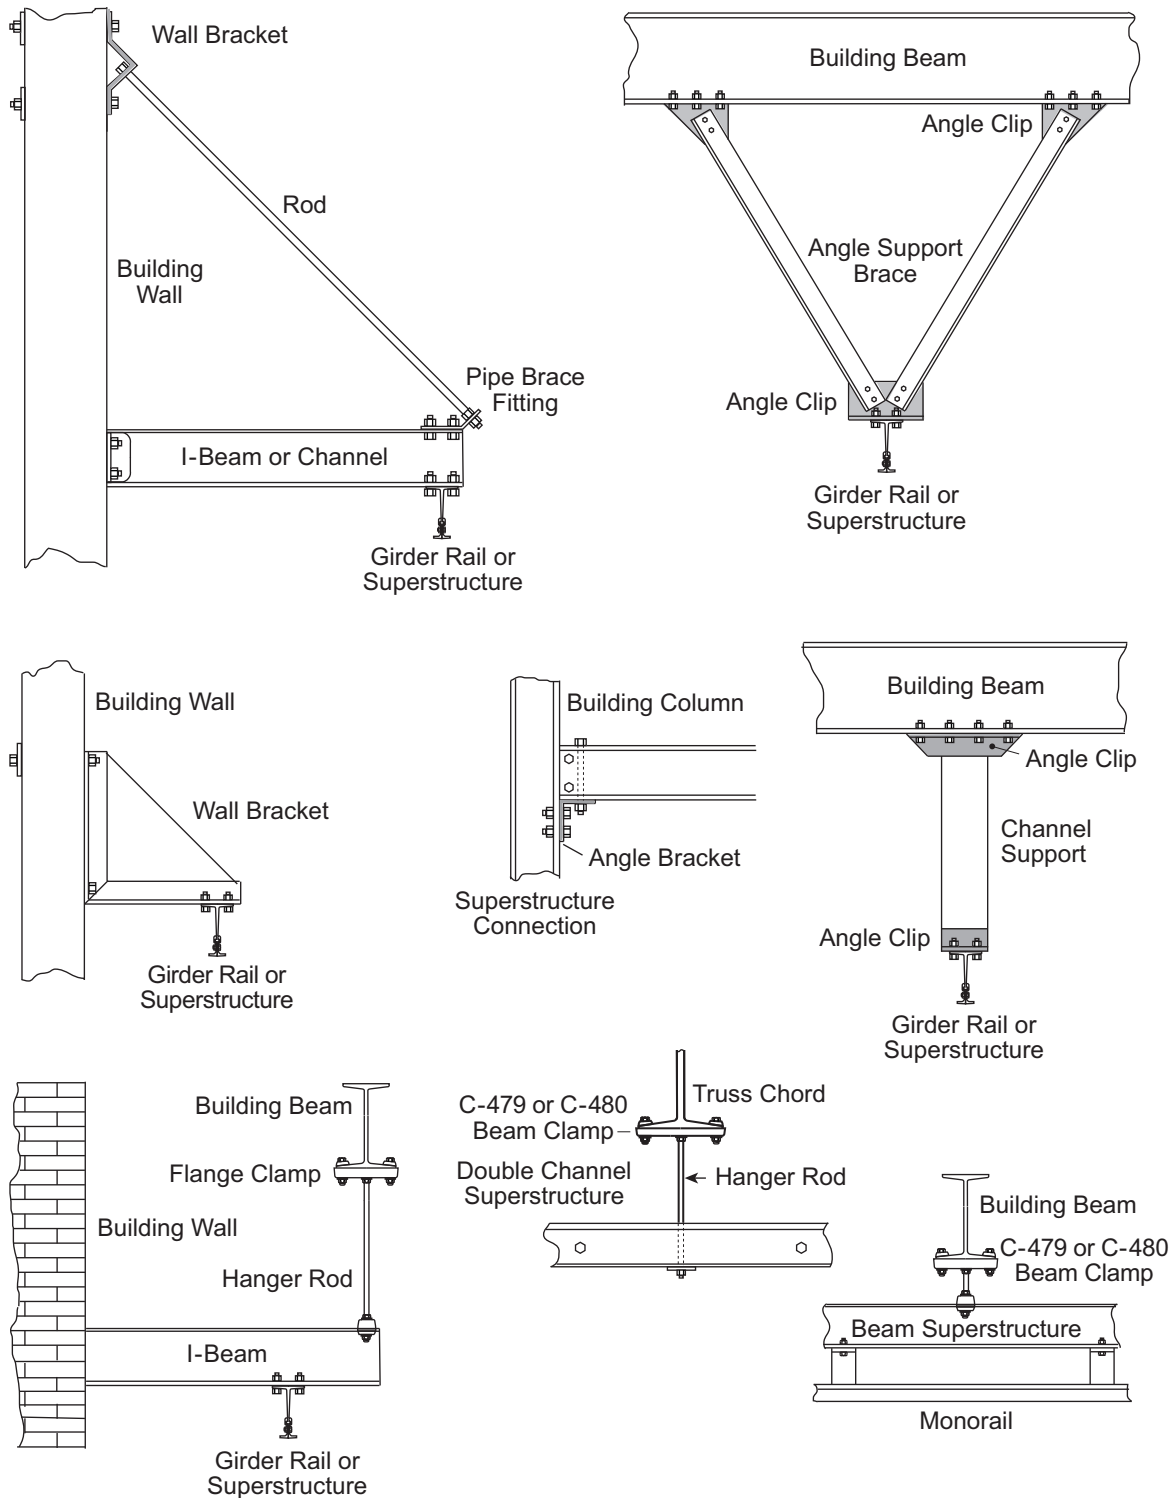 Wall Bracket
Rod
Building
Wall
Pipe Brace
Fitting
I-Beam or Channel
Girder Rail or
Superstructure
Building Beam
Angle Clip
Angle Support
Brace
Angle Clip
Girder Rail or
Superstructure
Building Wall
Wall Bracket
Girder Rail or
Superstructure
Building Column
Angle Bracket
Superstructure
Connection
Building Beam
Angle Clip
Channel
Support
Angle Clip
Girder Rail or
Superstructure
Building Beam
Flange Clamp
Building Wall
Hanger Rod
I-Beam
Girder Rail or
Superstructure
Truss Chord
C-479 or C-480
Beam Clamp
Double Channel
Superstructure
Hanger Rod
Building Beam
C-479 or C-480
Beam Clamp
Beam Superstructure
Monorail